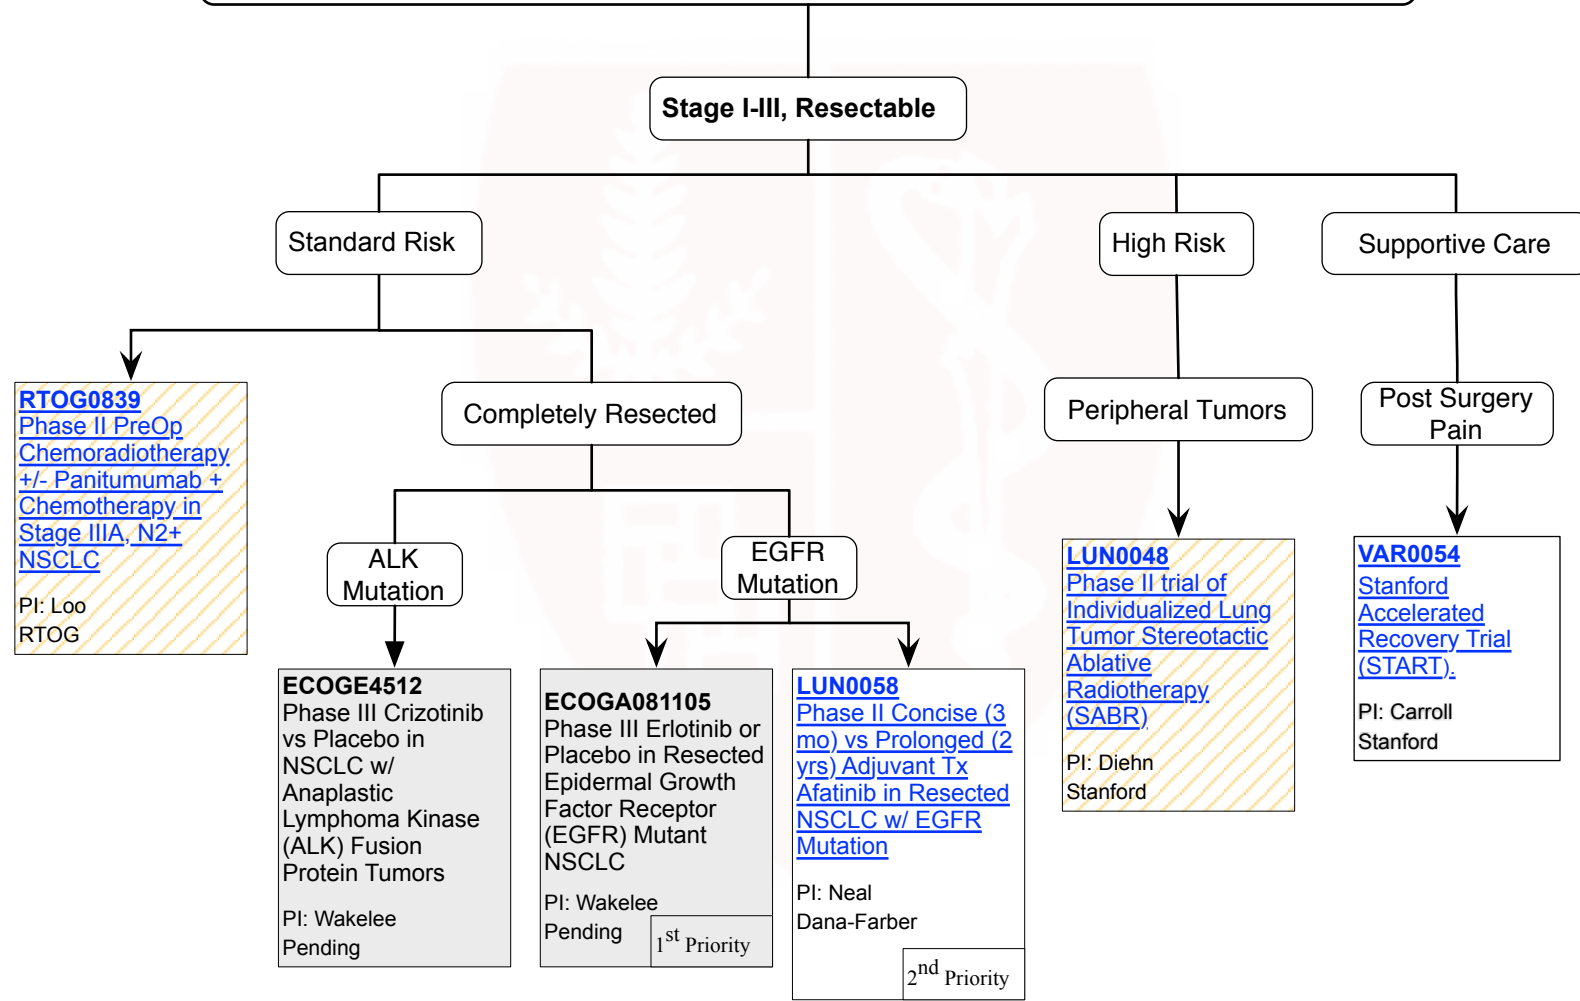 Stage I-III, Resectable
Standard Risk
High Risk
Supportive Care
RTOG0839
Phase II PreOp
Chemoradiotherapy
+/- Panitumumab +
Chemotherapy in
Stage IIIA, N2+
NSCLC
PI: Loo
RTOG
Completely Resected
Peripheral Tumors
Post Surgery
Pain
ALK
Mutation
EGFR
Mutation
ECOGE4512
Phase III Crizotinib
vs Placebo in
NSCLC w/
Anaplastic
Lymphoma Kinase
(ALK) Fusion
Protein Tumors
PI: Wakelee
Pending
ECOGA081105
Phase III Erlotinib or
Placebo in Resected
Epidermal Growth
Factor Receptor
(EGFR) Mutant
NSCLC
PI: Wakelee
Pending
1st Priority
LUN0058
Phase II Concise (3
mo) vs Prolonged (2
yrs) Adjuvant Tx
Afatinib in Resected
NSCLC w/ EGFR
Mutation
PI: Neal
Dana-Farber
2nd Priority
LUN0048
Phase II trial of
Individualized Lung
Tumor Stereotactic
Ablative
Radiotherapy
(SABR)
PI: Diehn
Stanford
VAR0054
Stanford
Accelerated
Recovery Trial
(START).
PI: Carroll
Stanford